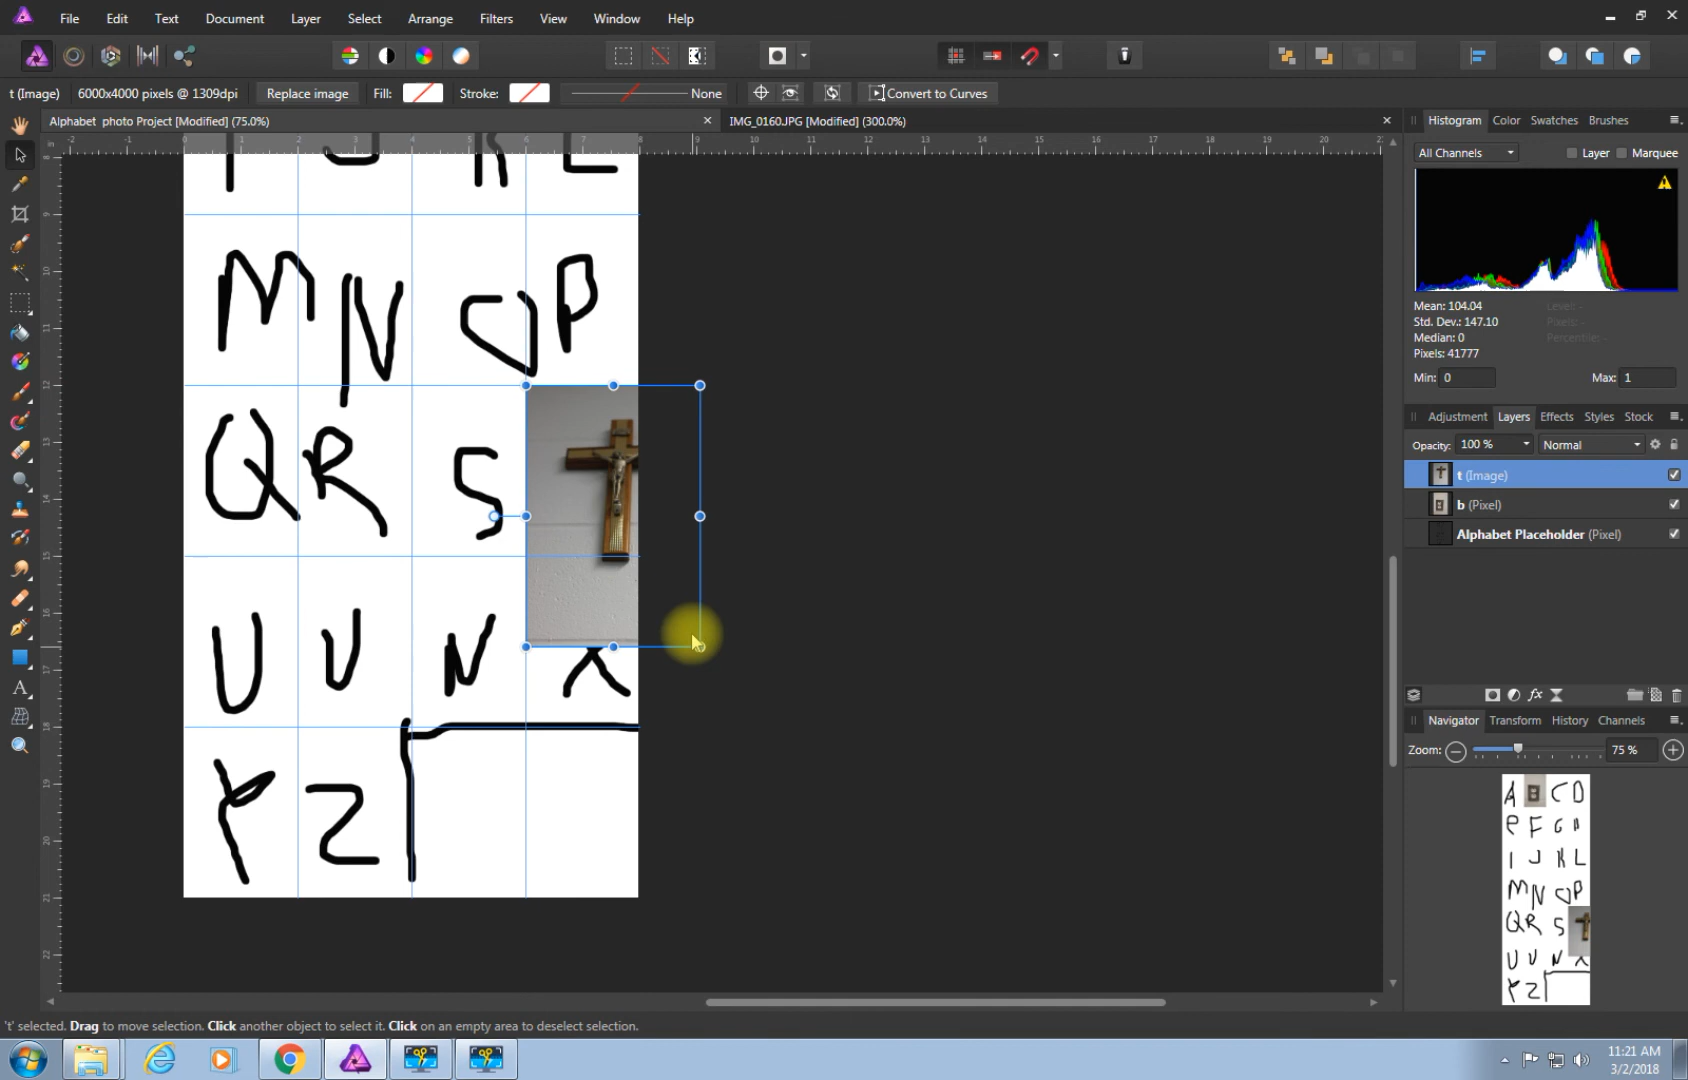 File Edit Text Document Layer Select Arrange Filters View Window Help
t (Image) 6000x4000 pixels @ 1309dpi Replace image Fill: Stroke: None Convert to Curves
Alphabet photo Project [Modified] (75.0%) × IMG_0160.JPG [Modified] (300.0%) ×
Histogram Color Swatches Brushes
All Channels Layer Marquee
Mean: 104.04 Level: -
Std. Dev.: 147.10 Pixels: -
Median: 0 Percentile: -
Pixels: 41777
Min: 0 Max: 1
Adjustment Layers Effects Styles Stock
Opacity: 100 % Normal
t (Image)
b (Pixel)
Alphabet Placeholder (Pixel)
M N O P
Q R S
U V N X
Y Z
Navigator Transform History Channels
Zoom: 75 %
A B C D
e F G H
I J K L
M N O P
Q R S
U V N X
Y Z
't' selected. Drag to move selection. Click another object to select it. Click on an empty area to deselect selection.
11:21 AM
3/2/2018